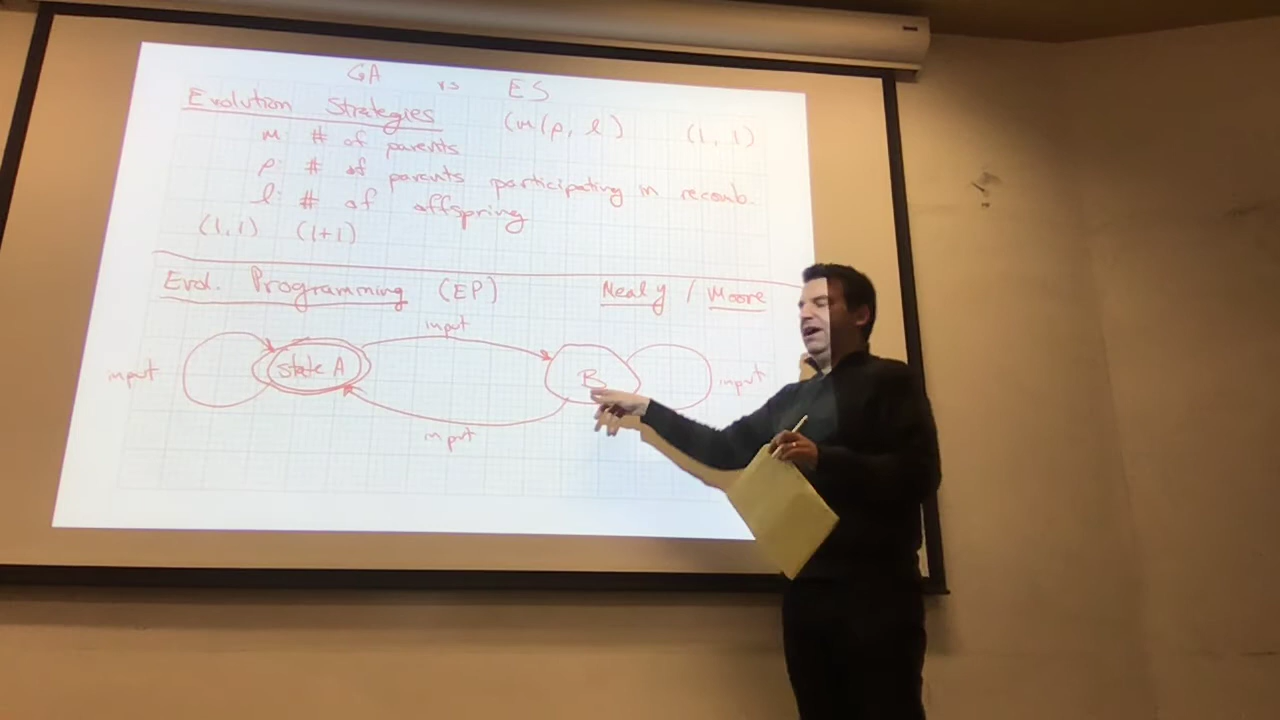 GA vs ES
Evolution Strategies (m/ρ, l) (1, 1)
m: # of parents
ρ: # of parents participating in recomb.
l: # of offspring
(1,1) (1+1)
Evol. Programming (EP) Mealy / Moore
input
input State A B input
input